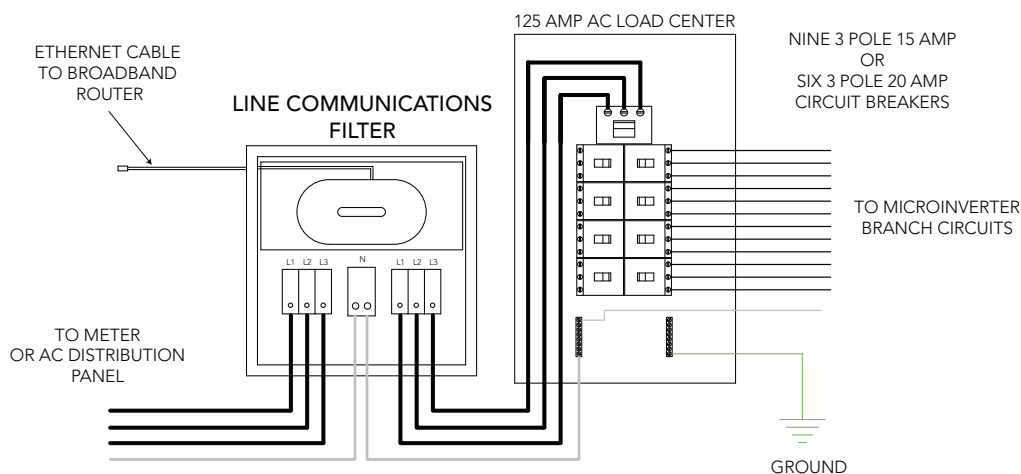 125 AMP AC LOAD CENTER
ETHERNET CABLE
TO BROADBAND
ROUTER
NINE 3 POLE 15 AMP
OR
SIX 3 POLE 20 AMP
CIRCUIT BREAKERS
LINE COMMUNICATIONS
FILTER
TO MICROINVERTER
BRANCH CIRCUITS
L1 L2 L3 N L1 L2 L3
TO METER
OR AC DISTRIBUTION
PANEL
GROUND